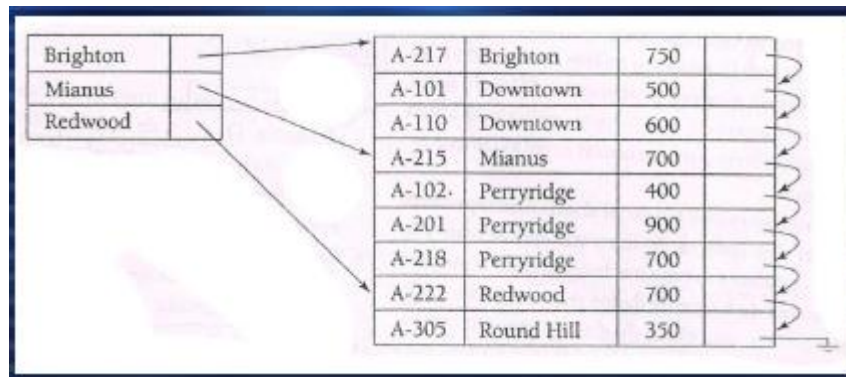 Brighton
Mianus
Redwood
A-217 Brighton 750
A-101 Downtown 500
A-110 Downtown 600
A-215 Mianus 700
A-102. Perryridge 400
A-201 Perryridge 900
A-218 Perryridge 700
A-222 Redwood 700
A-305 Round Hill 350